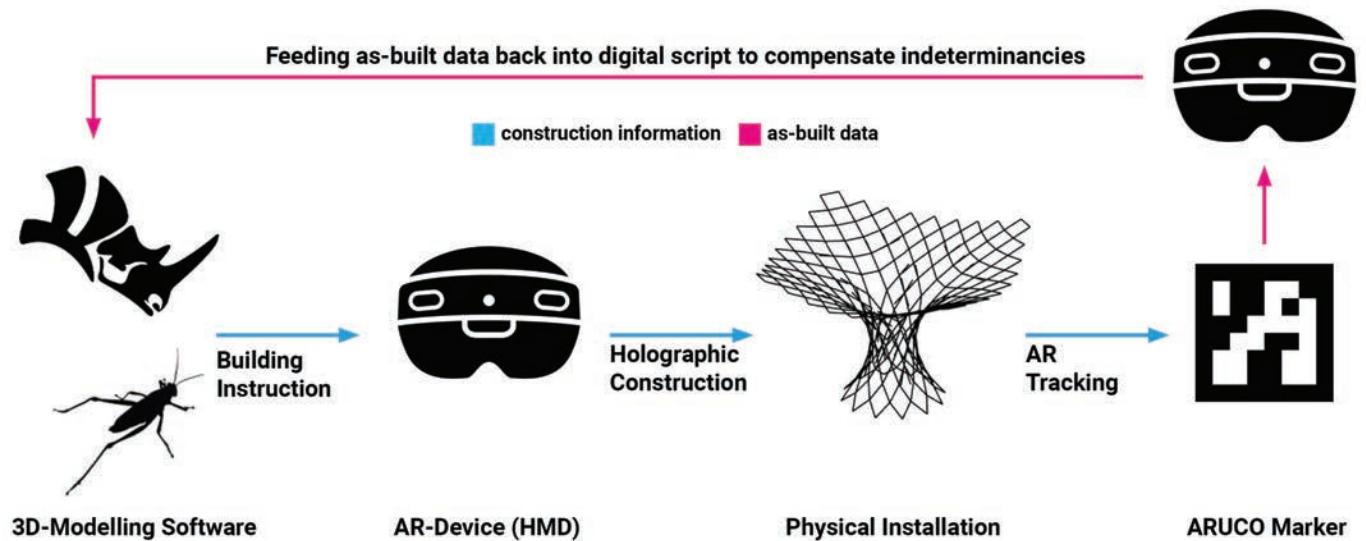 Feeding as-built data back into digital script to compensate indeterminancies
construction information
as-built data
Building
Instruction
Holographic
Construction
AR
Tracking
3D-Modelling Software
AR-Device (HMD)
Physical Installation
ARUCO Marker